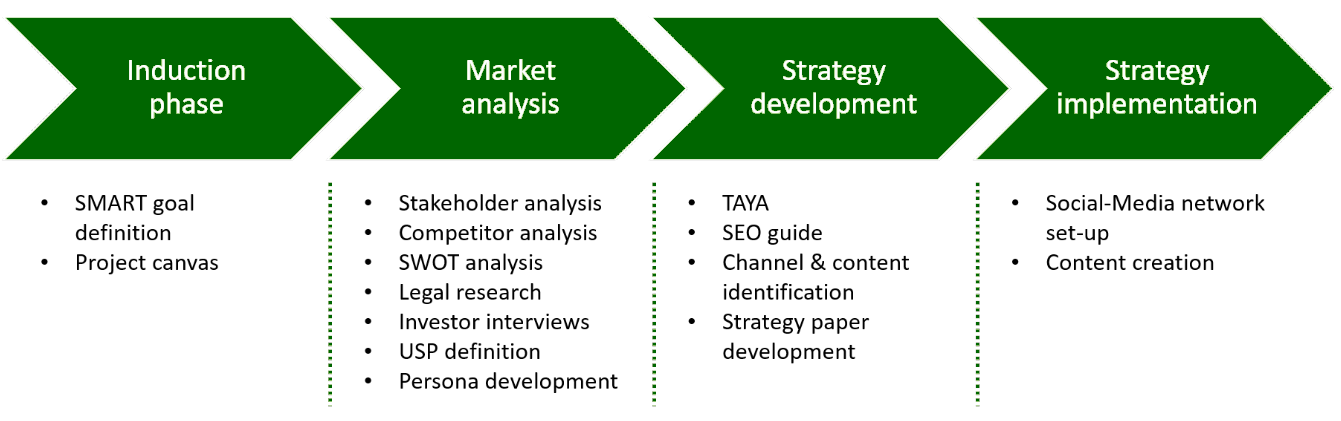 Induction
phase
Market
analysis
Strategy
development
Strategy
implementation
• SMART goal
definition
• Project canvas
• Stakeholder analysis
• Competitor analysis
• SWOT analysis
• Legal research
• Investor interviews
• USP definition
• Persona development
• TAYA
• SEO guide
• Channel & content
identification
• Strategy paper
development
• Social-Media network
set-up
• Content creation